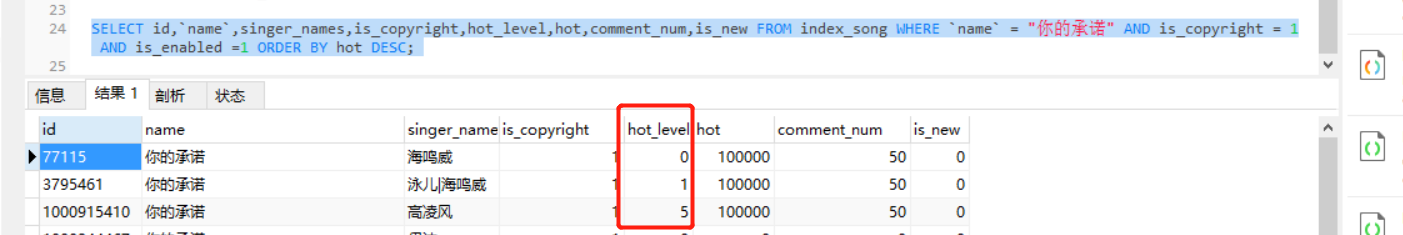 23
24 SELECT id,`name`,singer_names,is_copyright,hot_level,hot,comment_num,is_new FROM index_song WHERE `name` = "你的承诺" AND is_copyright = 1
AND is_enabled =1 ORDER BY hot DESC;
25
信息 结果 1 剖析 状态
id name singer_name is_copyright hot_level hot comment_num is_new
77115 你的承诺 海鸣威 1 0 100000 50 0
3795461 你的承诺 泳儿|海鸣威 1 1 100000 50 0
1000915410 你的承诺 高凌风 1 5 100000 50 0